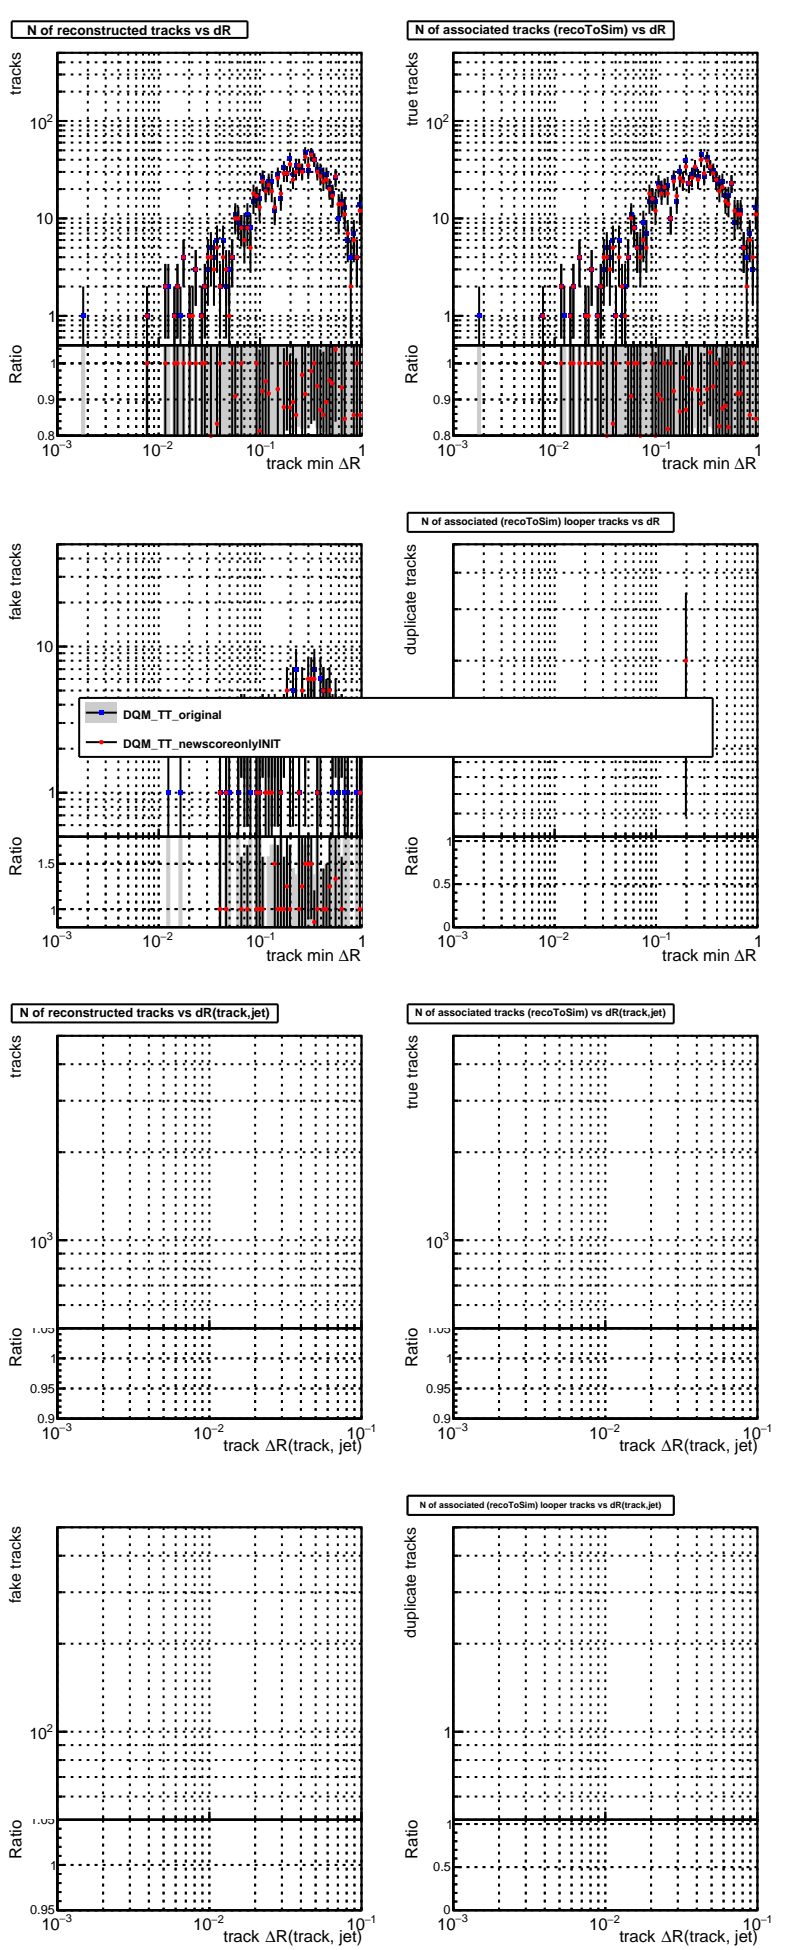 N of reconstructed tracks vs dR
tracks
10²
10
1
Ratio
1
0.9
0.8
10⁻³
10⁻²
10⁻¹
1
track min ΔR
N of associated tracks (recoToSim) vs dR
true tracks
10²
10
1
Ratio
1
0.9
0.8
10⁻³
10⁻²
10⁻¹
1
track min ΔR
fake tracks
10
1
Ratio
1.5
1
10⁻³
10⁻²
10⁻¹
1
track min ΔR
N of associated (recoToSim) looper tracks vs dR
duplicate tracks
Ratio
1
0.5
0
10⁻³
10⁻²
10⁻¹
1
track min ΔR
DQM_TT_original
DQM_TT_newscoreonlyINIT
N of reconstructed tracks vs dR(track,jet)
tracks
10³
Ratio
1.05
1
0.95
0.9
10⁻³
10⁻²
10⁻¹
track ΔR(track, jet)
N of associated tracks (recoToSim) vs dR(track,jet)
true tracks
10³
Ratio
1.05
1
0.95
0.9
10⁻³
10⁻²
10⁻¹
track ΔR(track, jet)
fake tracks
10²
Ratio
1.05
1
0.95
10⁻³
10⁻²
10⁻¹
track ΔR(track, jet)
N of associated (recoToSim) looper tracks vs dR(track,jet)
duplicate tracks
1
Ratio
1
0.5
0
10⁻³
10⁻²
10⁻¹
track ΔR(track, jet)